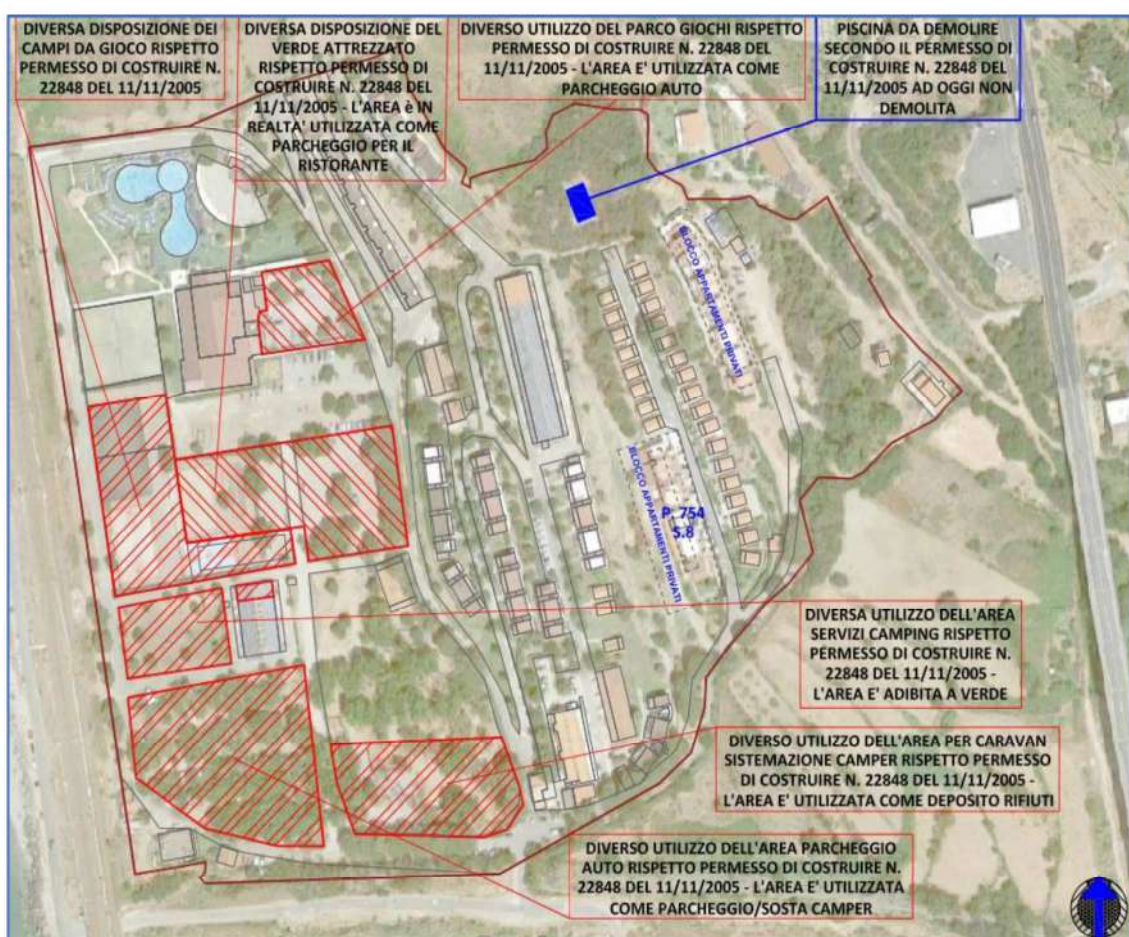 DIVERSA DISPOSIZIONE DEI
CAMPI DA GIOCO RISPETTO
PERMESSO DI COSTRUIRE N.
22848 DEL 11/11/2005
DIVERSA DISPOSIZIONE DEL
VERDE ATTREZZATO
RISPETTO PERMESSO DI
COSTRUIRE N. 22848 DEL
11/11/2005 - L'AREA è IN
REALTA' UTILIZZATA COME
PARCHEGGIO PER IL
RISTORANTE
DIVERSO UTILIZZO DEL PARCO GIOCHI RISPETTO
PERMESSO DI COSTRUIRE N. 22848 DEL
11/11/2005 - L'AREA E' UTILIZZATA COME
PARCHEGGIO AUTO
PISCINA DA DEMOLIRE
SECONDO IL PERMESSO DI
COSTRUIRE N. 22848 DEL
11/11/2005 AD OGGI NON
DEMOLITA
BLOCCO APPARTAMENTI PRIVATI
BLOCCO APPARTAMENTI PRIVATI
P. 754
S.8
DIVERSA UTILIZZO DELL'AREA
SERVIZI CAMPING RISPETTO
PERMESSO DI COSTRUIRE N.
22848 DEL 11/11/2005 -
L'AREA E' ADIBITA A VERDE
DIVERSO UTILIZZO DELL'AREA PER CARAVAN
SISTEMAZIONE CAMPER RISPETTO PERMESSO
DI COSTRUIRE N. 22848 DEL 11/11/2005 -
L'AREA E' UTILIZZATA COME DEPOSITO RIFIUTI
DIVERSO UTILIZZO DELL'AREA PARCHEGGIO
AUTO RISPETTO PERMESSO DI COSTRUIRE N.
22848 DEL 11/11/2005 - L'AREA E' UTILIZZATA
COME PARCHEGGIO/SOSTA CAMPER